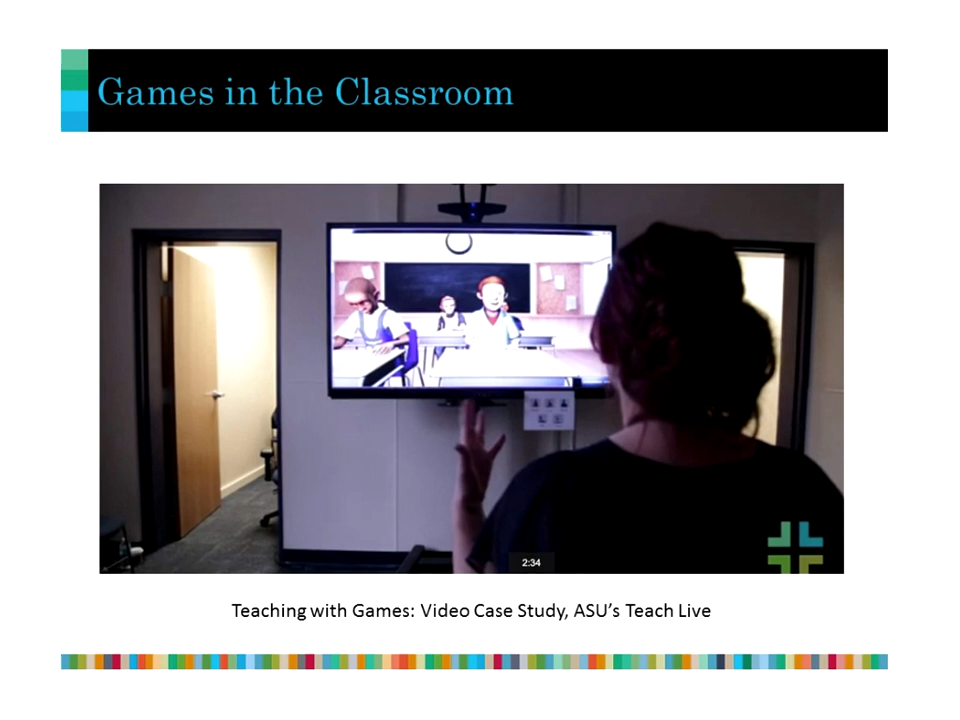 Games in the Classroom
2:34
Teaching with Games: Video Case Study, ASU’s Teach Live